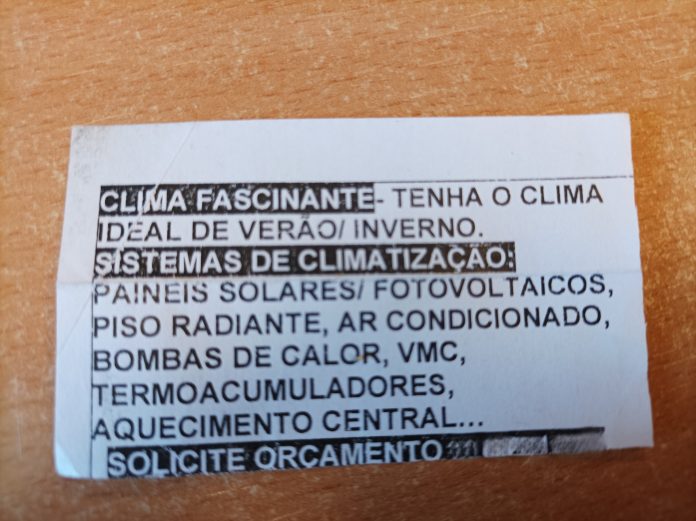 CLIMA FASCINANTE- TENHA O CLIMA
IDEAL DE VERÃO/ INVERNO.
SISTEMAS DE CLIMATIZAÇÃO:
PAINEIS SOLARES/ FOTOVOLTAICOS,
PISO RADIANTE, AR CONDICIONADO,
BOMBAS DE CALOR, VMC,
TERMOACUMULADORES,
AQUECIMENTO CENTRAL...
SOLICITE ORÇAMENTO